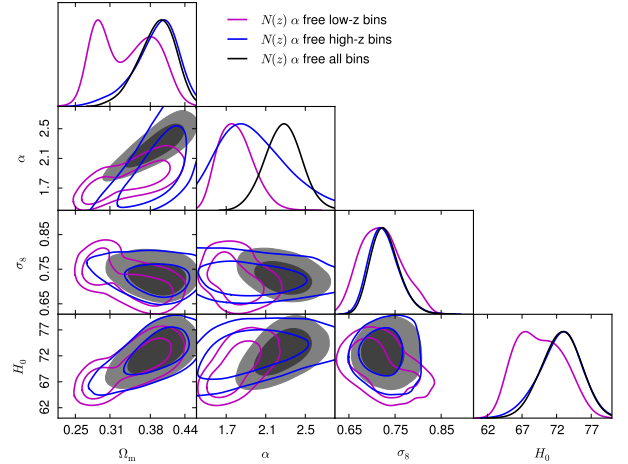 N(z) α free low-z bins
N(z) α free high-z bins
N(z) α free all bins
2.5
2.1
1.7
α
0.85
0.75
0.65
σ₈
77
72
67
62
H₀
0.25 0.31 0.38 0.44 1.7 2.1 2.5 0.65 0.75 0.85 62 67 72 77
Ωₘ α σ₈ H₀